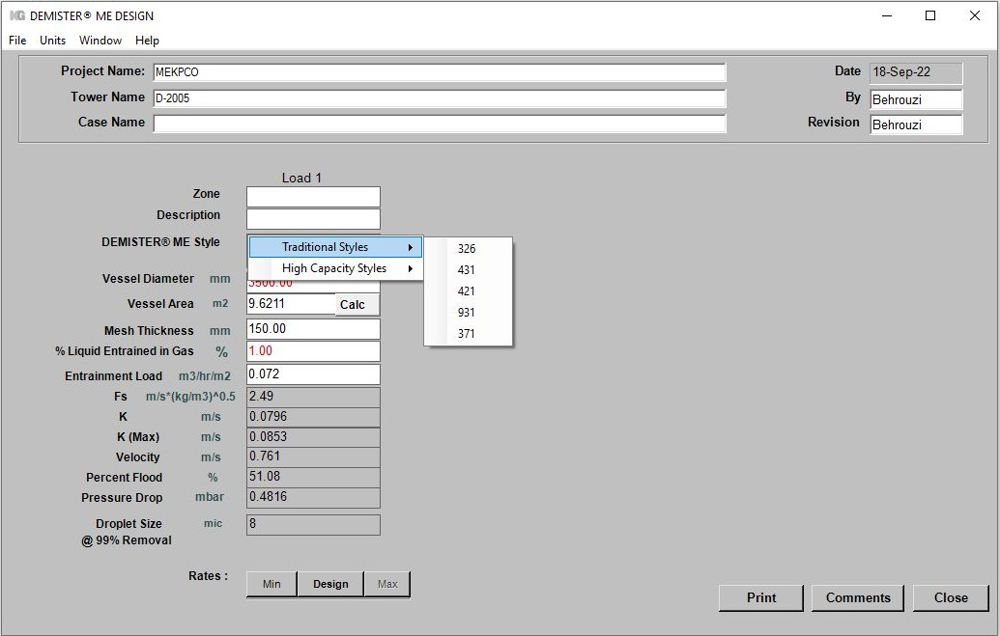 KG DEMISTER® ME DESIGN
File Units Window Help
Project Name: MEKPCO Date 18-Sep-22
Tower Name D-2005 By Behrouzi
Case Name Revision Behrouzi
Load 1
Zone
Description
DEMISTER® ME Style
Traditional Styles 326
High Capacity Styles 431
421
931
371
Vessel Diameter mm 3500.00
Vessel Area m2 9.6211 Calc
Mesh Thickness mm 150.00
% Liquid Entrained in Gas % 1.00
Entrainment Load m3/hr/m2 0.072
Fs m/s*(kg/m3)^0.5 2.49
K m/s 0.0796
K (Max) m/s 0.0853
Velocity m/s 0.761
Percent Flood % 51.08
Pressure Drop mbar 0.4816
Droplet Size mic 8
@ 99% Removal
Rates : Min Design Max
Print Comments Close